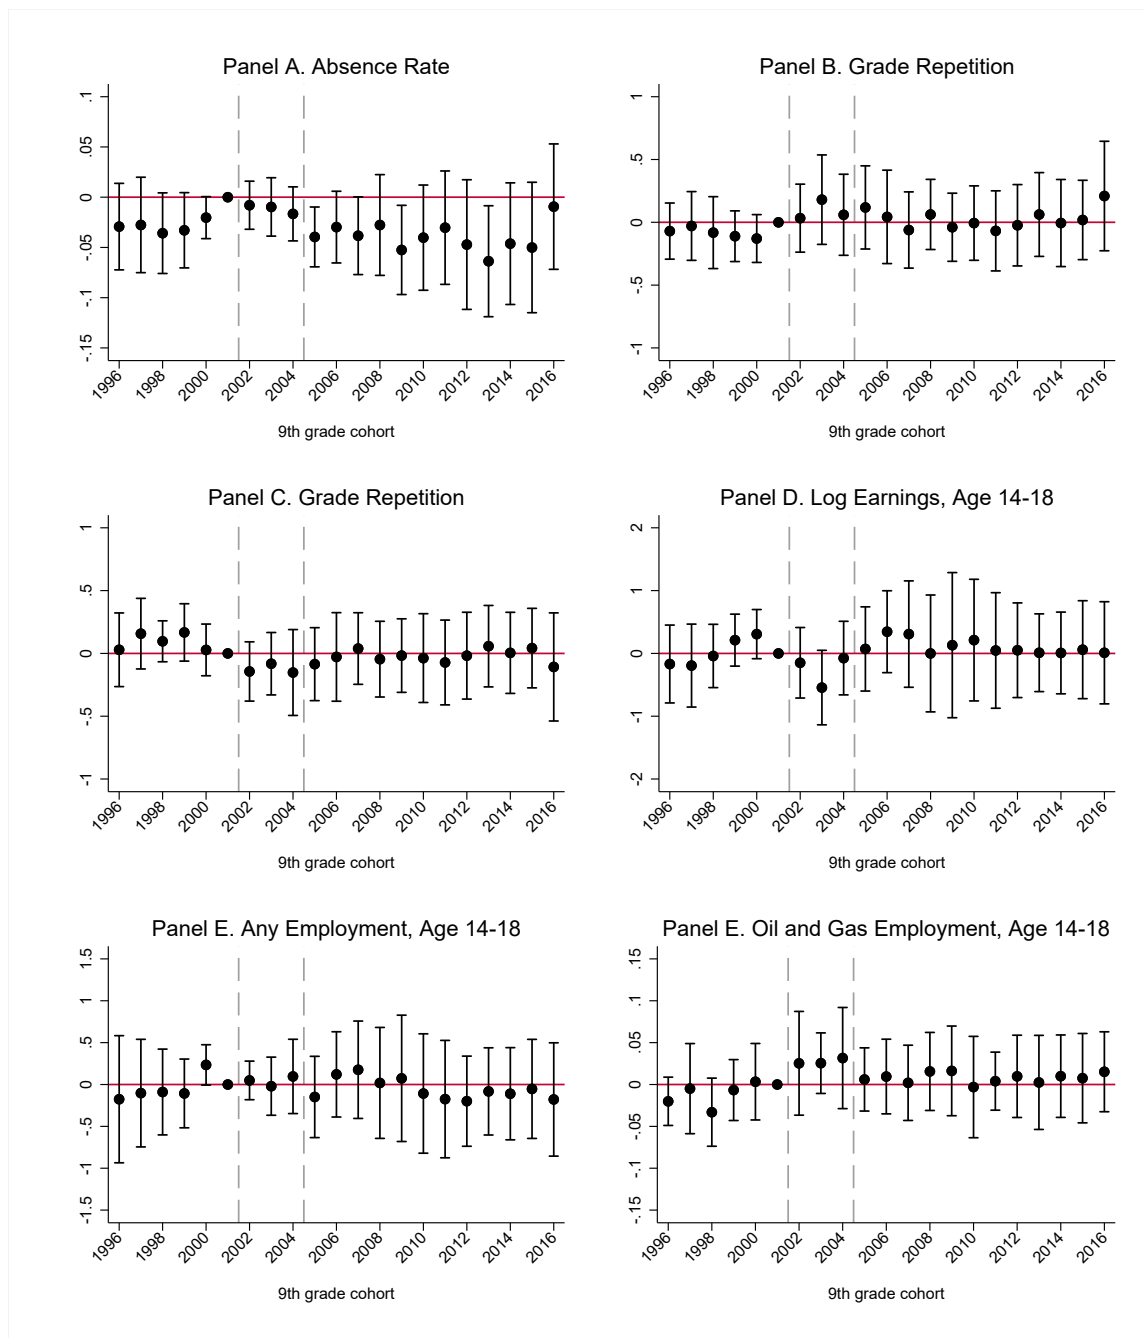 Panel A. Absence Rate
.1
.05
0
-.05
-.1
-.15
1996 1998 2000 2002 2004 2006 2008 2010 2012 2014 2016
9th grade cohort
Panel B. Grade Repetition
1
.5
0
-.5
-1
1996 1998 2000 2002 2004 2006 2008 2010 2012 2014 2016
9th grade cohort
Panel C. Grade Repetition
1
.5
0
-.5
-1
1996 1998 2000 2002 2004 2006 2008 2010 2012 2014 2016
9th grade cohort
Panel D. Log Earnings, Age 14-18
2
1
0
-1
-2
1996 1998 2000 2002 2004 2006 2008 2010 2012 2014 2016
9th grade cohort
Panel E. Any Employment, Age 14-18
1.5
1
.5
0
-.5
-1
-1.5
1996 1998 2000 2002 2004 2006 2008 2010 2012 2014 2016
9th grade cohort
Panel E. Oil and Gas Employment, Age 14-18
.15
.1
.05
0
-.05
-.1
-.15
1996 1998 2000 2002 2004 2006 2008 2010 2012 2014 2016
9th grade cohort